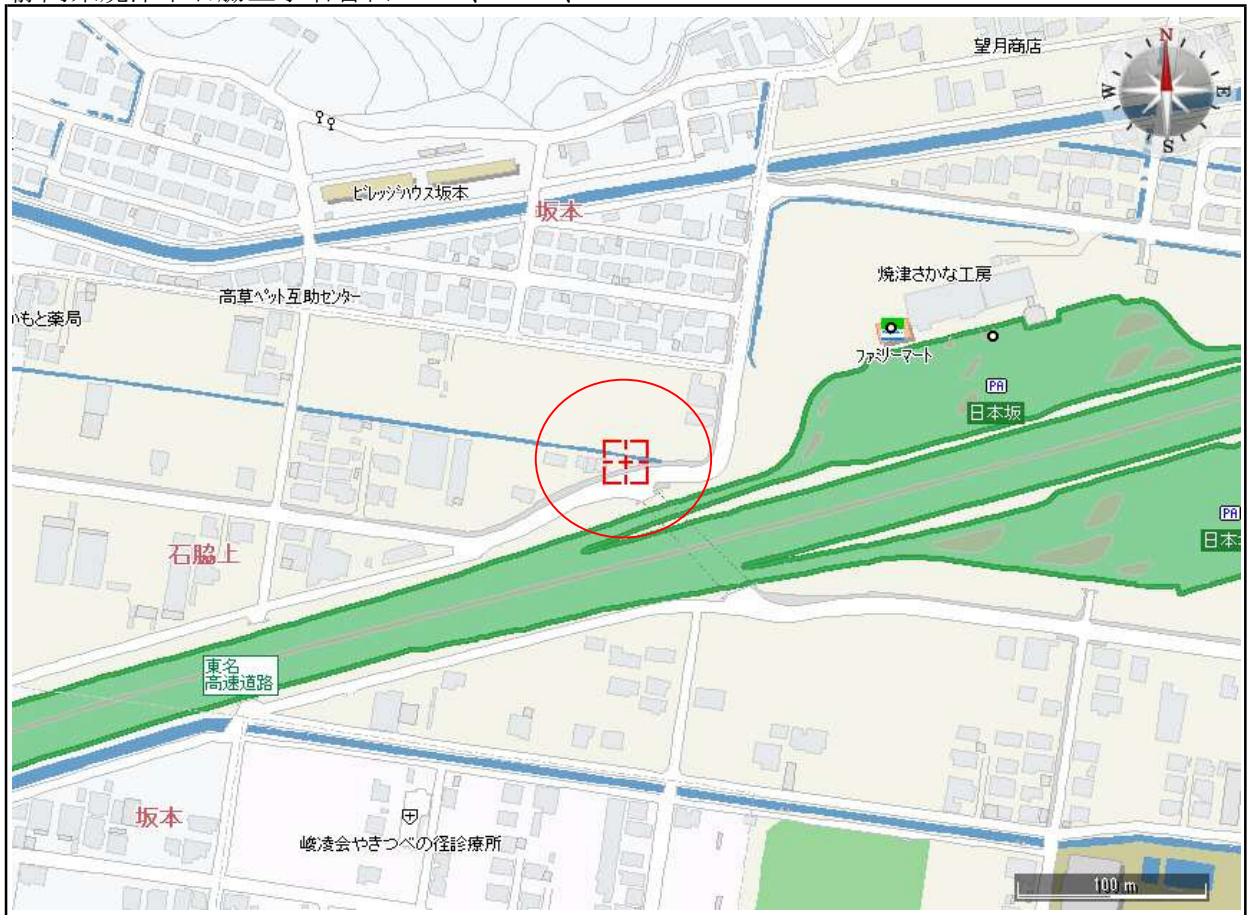 望月商店
N
W
E
S
ビレッジハウス坂本
坂本
焼津さかな工房
高草ペット互助センター
いもと薬局
ファミリーマート
PA
日本坂
PA
日本
石脇上
東名
高速道路
坂本
峻凌会やきつべの径診療所
100 m